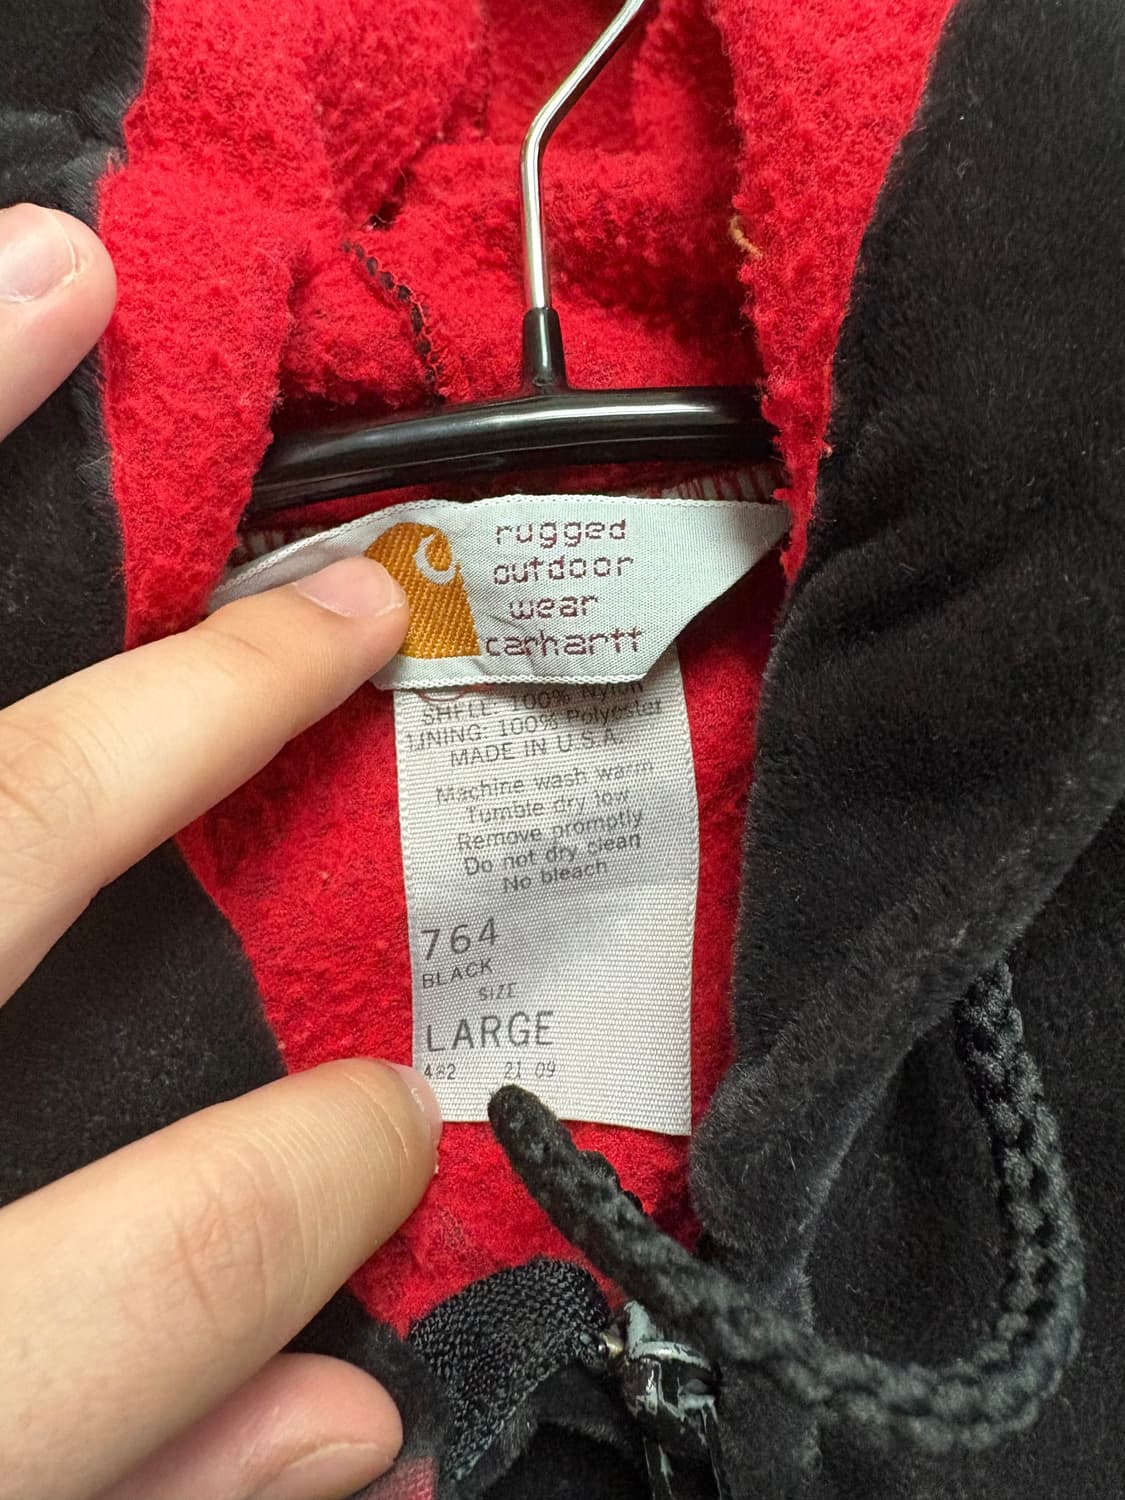 rugged
outdoor
wear
carhartt
SHELL: 100% Nylon
LINING: 100% Polyester
MADE IN U.S.A.
Machine wash warm
Tumble dry low
Remove promptly
Do not dry clean
No bleach
764
BLACK
SIZE
LARGE
21 09